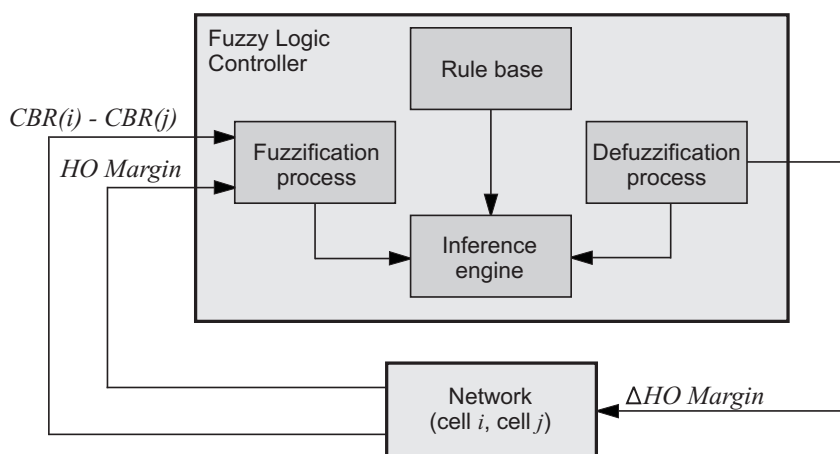 Fuzzy Logic
Controller
Rule base
CBR(i) - CBR(j)
HO Margin
Fuzzification
process
Defuzzification
process
Inference
engine
Network
(cell i, cell j)
ΔHO Margin